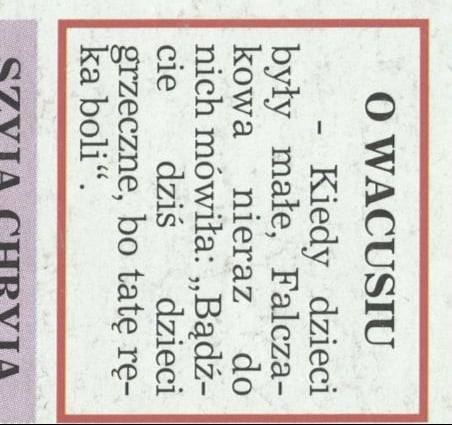 O WACUSIU
- Kiedy dzieci
były małe, Falcza-
kowa nieraz do
nich mówiła: „Bądź-
cie dziś dzieci
grzeczne, bo tatę rę-
ka boli“.